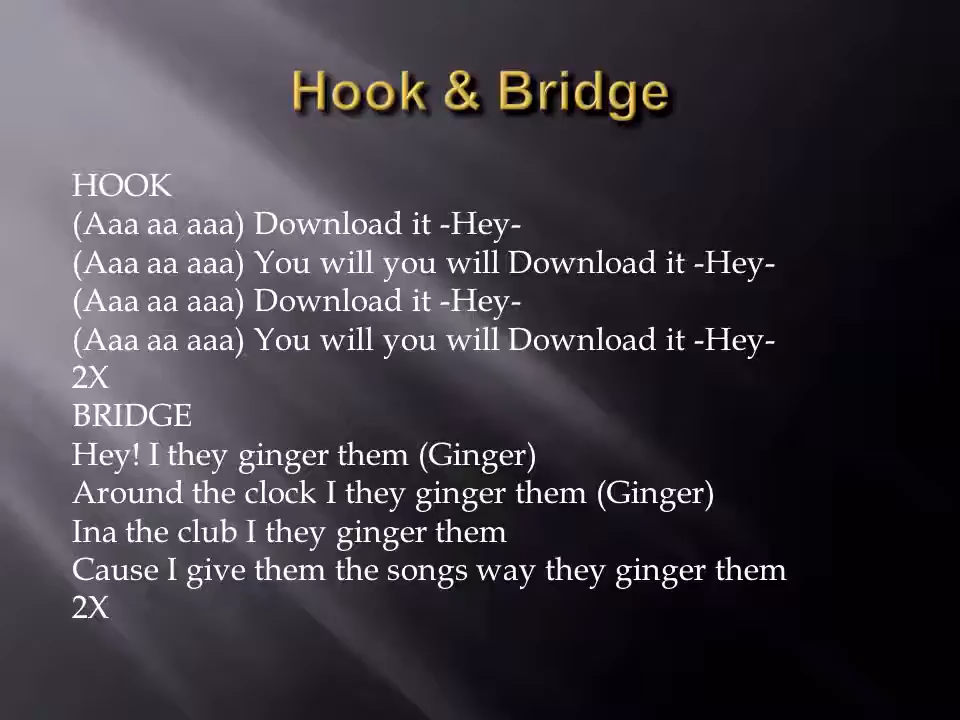 Hook & Bridge
HOOK
(Aaa aa aaa) Download it -Hey-
(Aaa aa aaa) You will you will Download it -Hey-
(Aaa aa aaa) Download it -Hey-
(Aaa aa aaa) You will you will Download it -Hey-
2X
BRIDGE
Hey! I they ginger them (Ginger)
Around the clock I they ginger them (Ginger)
Ina the club I they ginger them
Cause I give them the songs way they ginger them
2X